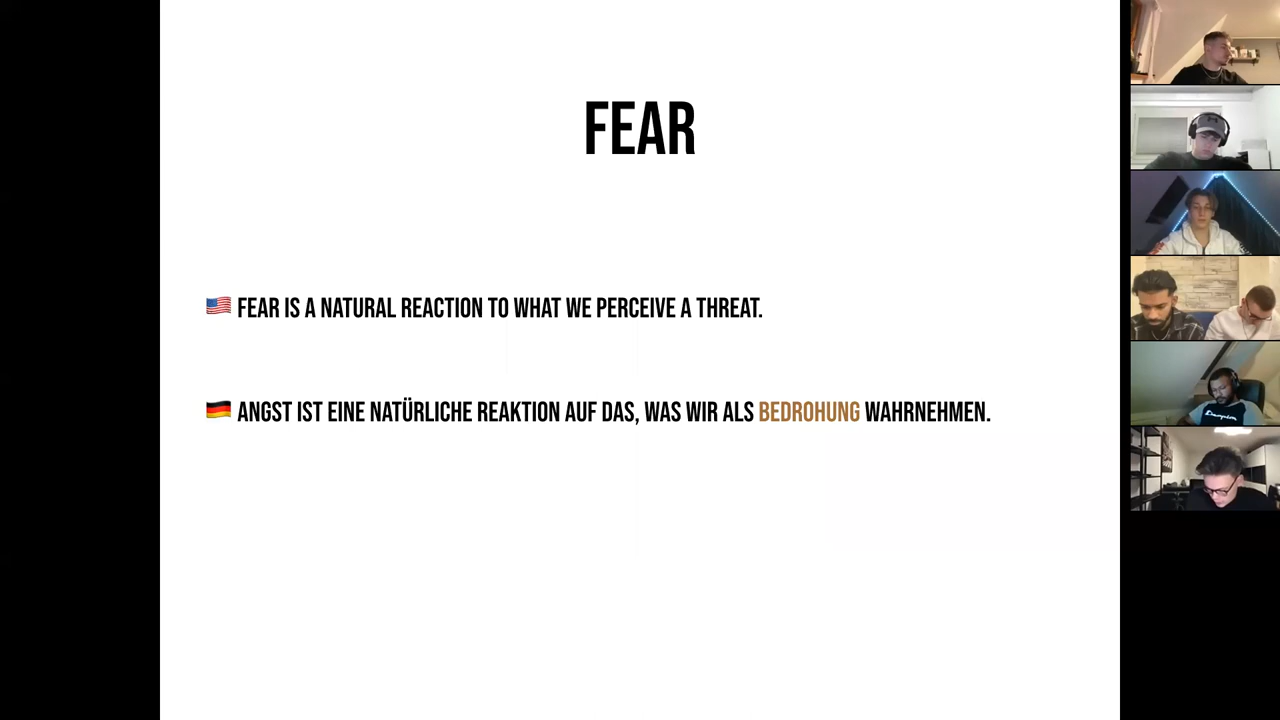 FEAR
FEAR IS A NATURAL REACTION TO WHAT WE PERCEIVE A THREAT.
ANGST IST EINE NATÜRLICHE REAKTION AUF DAS, WAS WIR ALS BEDROHUNG WAHRNEHMEN.
Champion